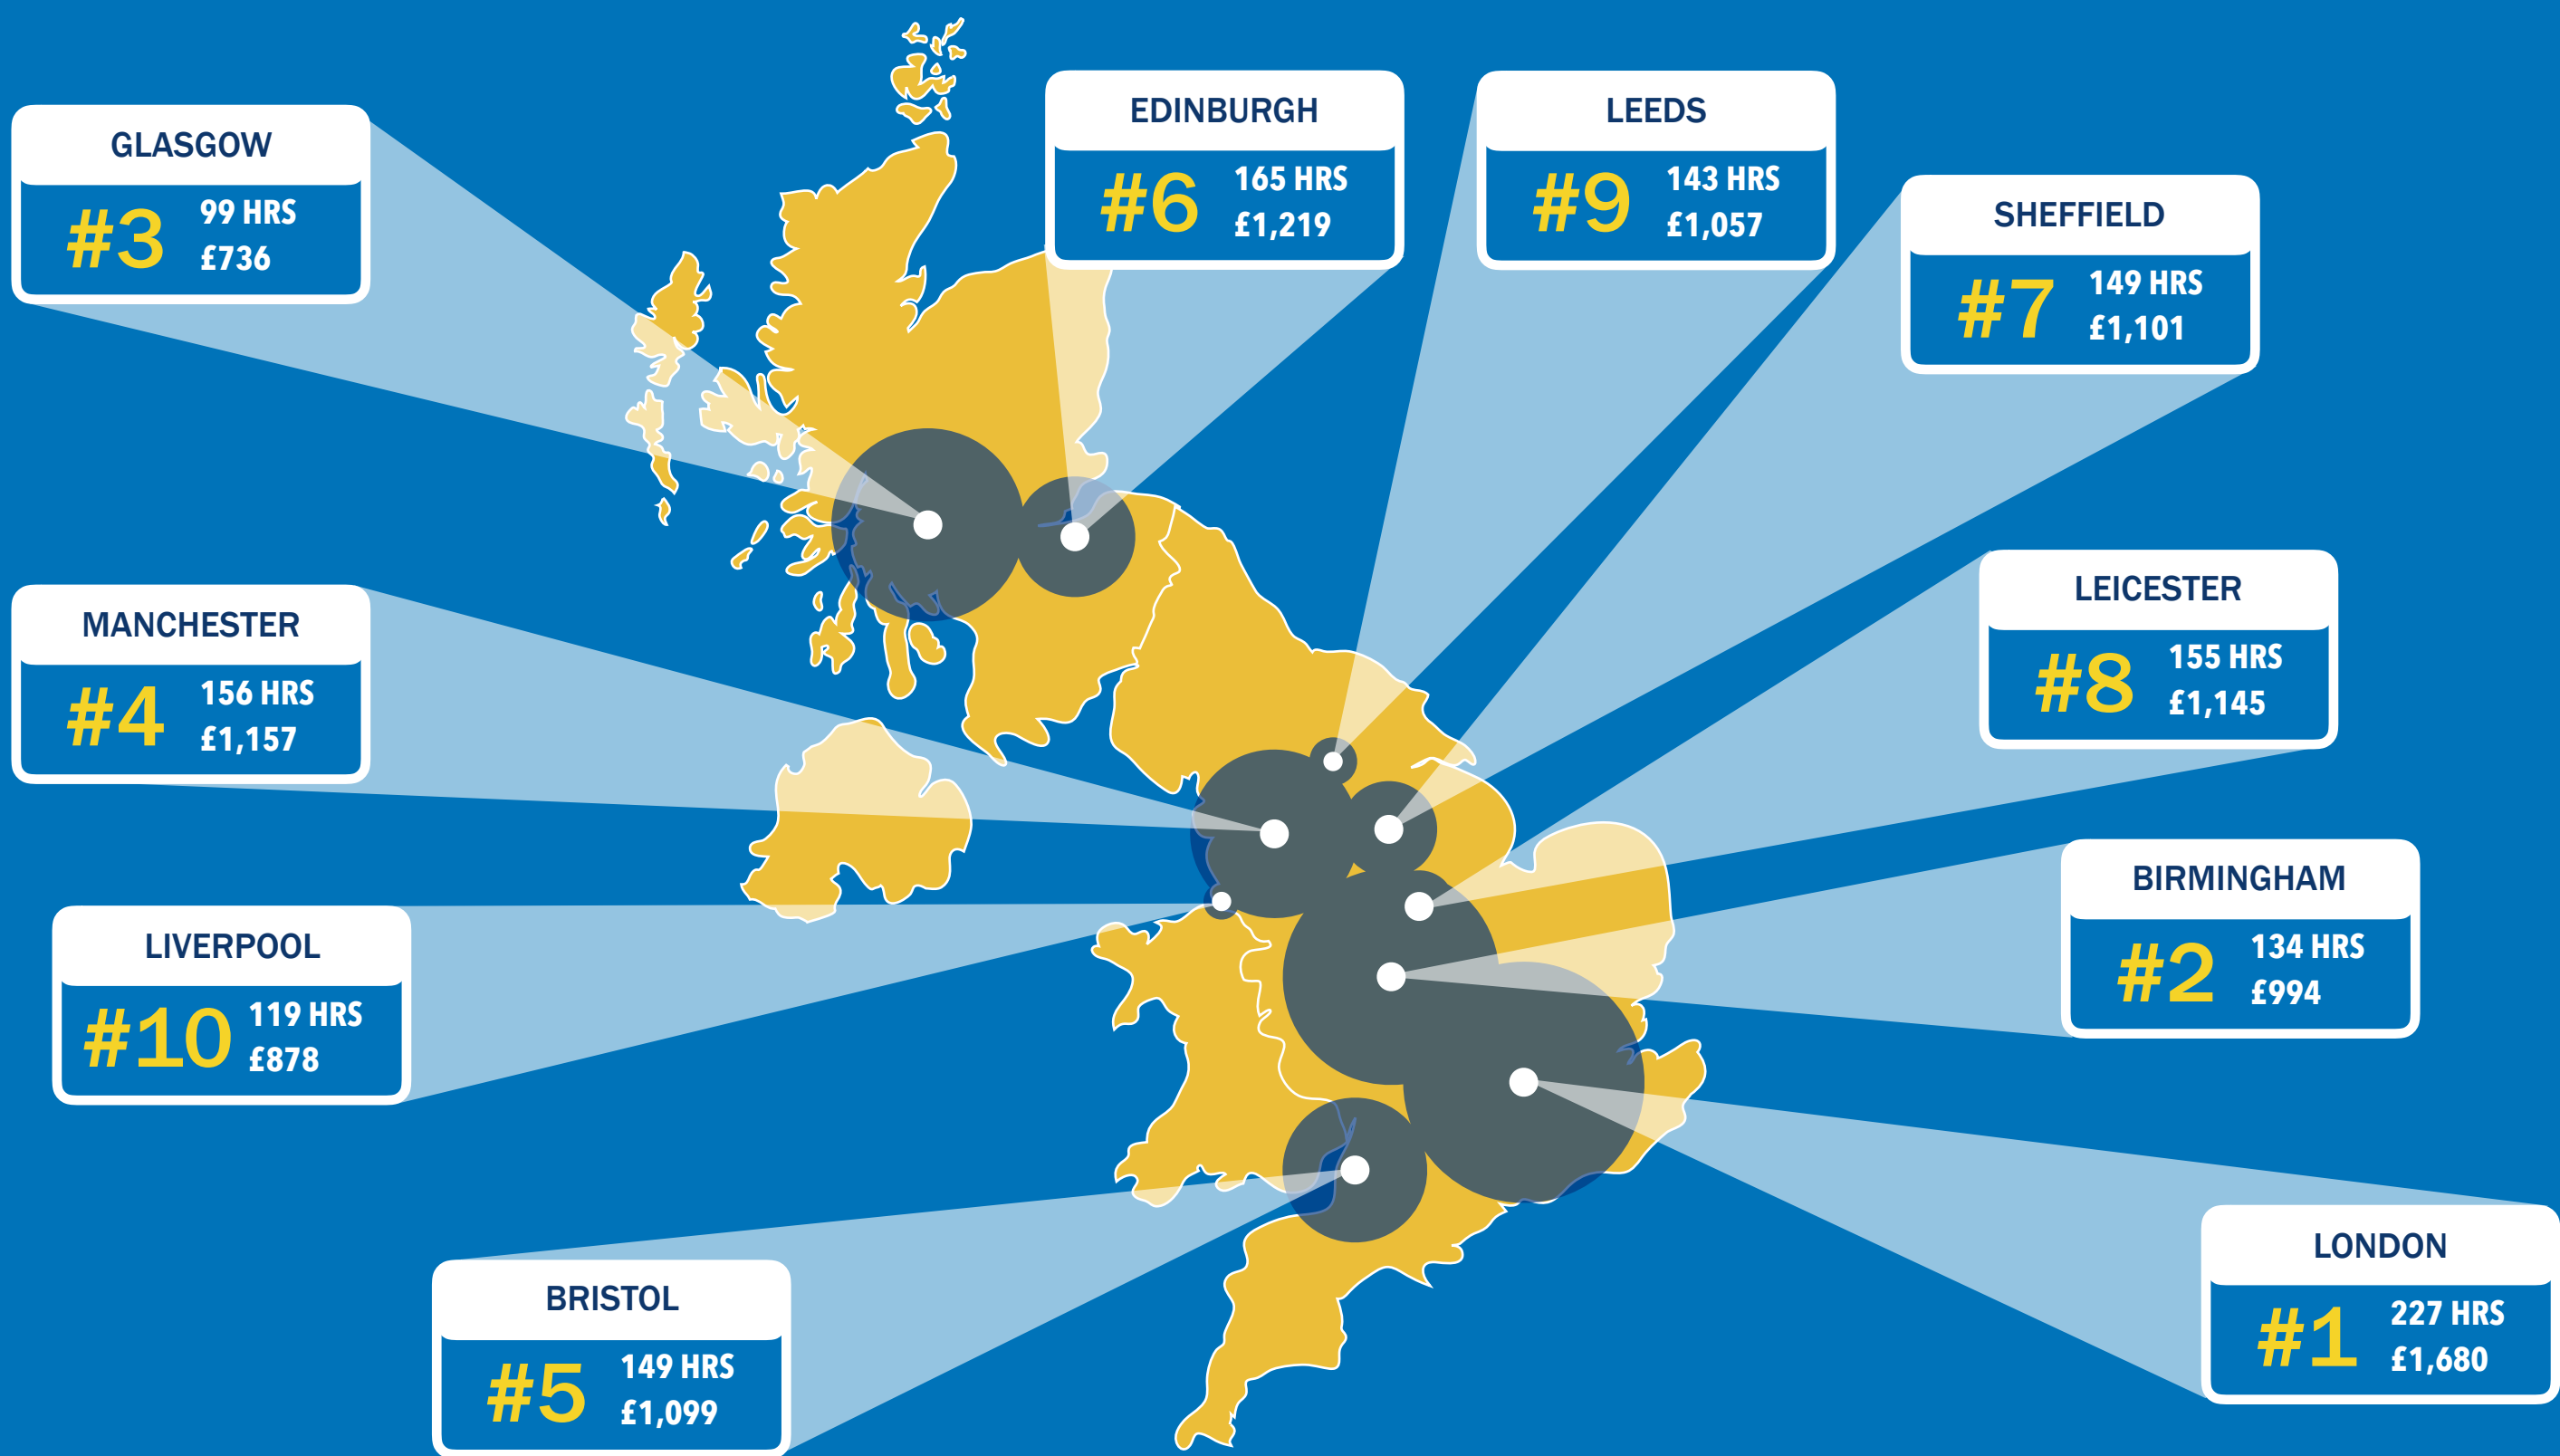 GLASGOW
#3
99 HRS
£736
EDINBURGH
#6
165 HRS
£1,219
LEEDS
#9
143 HRS
£1,057
SHEFFIELD
#7
149 HRS
£1,101
MANCHESTER
#4
156 HRS
£1,157
LEICESTER
#8
155 HRS
£1,145
LIVERPOOL
#10
119 HRS
£878
BIRMINGHAM
#2
134 HRS
£994
BRISTOL
#5
149 HRS
£1,099
LONDON
#1
227 HRS
£1,680